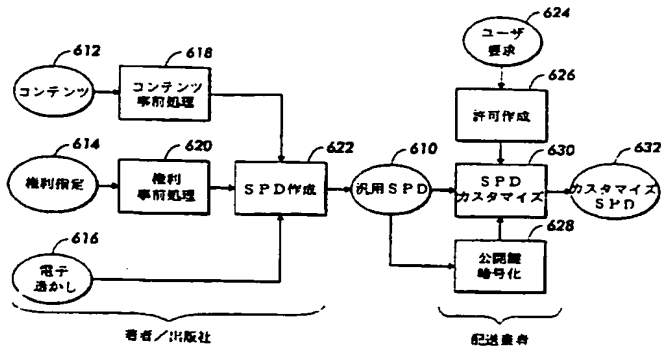 612
コンテンツ
618
コンテンツ
事前処理
614
権利指定
620
権利
事前処理
616
電子
透かし
622
SPD作成
610
汎用SPD
624
ユーザ
要求
626
許可作成
630
SPD
カスタマイズ
632
カスタマイズ
SPD
628
公開鍵
暗号化
著者/出版社
配送業者